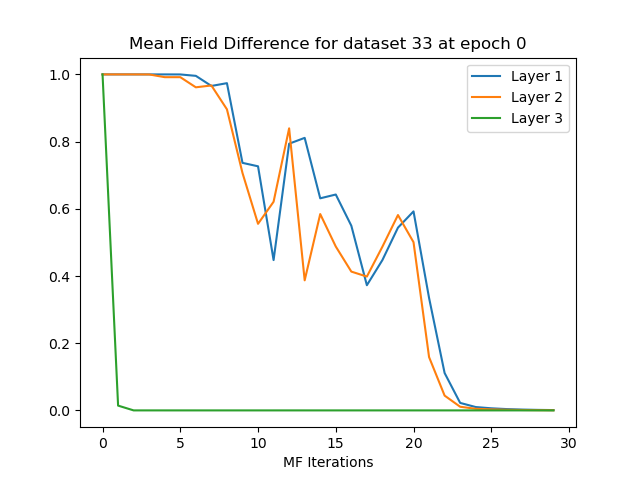 Mean Field Difference for dataset 33 at epoch 0
Layer 1
Layer 2
Layer 3
1.0
0.8
0.6
0.4
0.2
0.0
0 5 10 15 20 25 30
MF Iterations